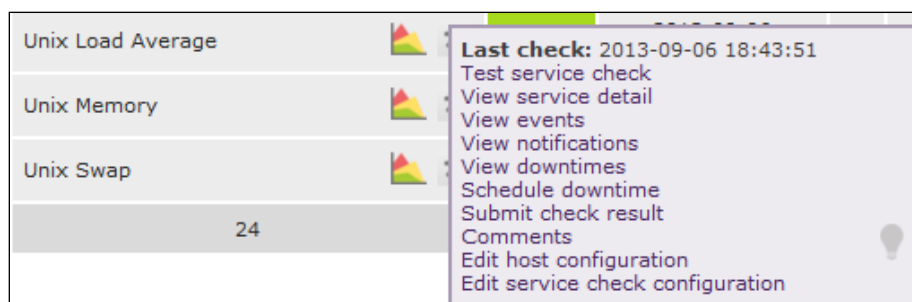 Unix Load Average
Last check: 2013-09-06 18:43:51
Test service check
View service detail
Unix Memory
View events
View notifications
View downtimes
Unix Swap
Schedule downtime
Submit check result
24
Comments
Edit host configuration
Edit service check configuration